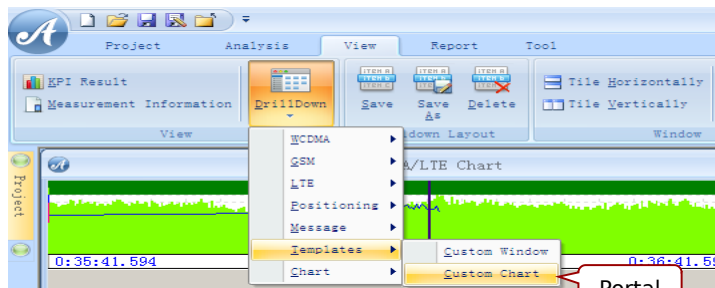 A
Project Analysis View Report Tool
KPI Result
Measurement Information
DrillDown
Save
Save As
Delete
Tile Horizontally
Tile Vertically
View
down Layout
Window
WCDMA
GSM
LTE
Positioning
Message
Templates
Chart
Custom Window
Custom Chart
A/LTE Chart
Project
0:35:41.594
0:36:41.59
Portal